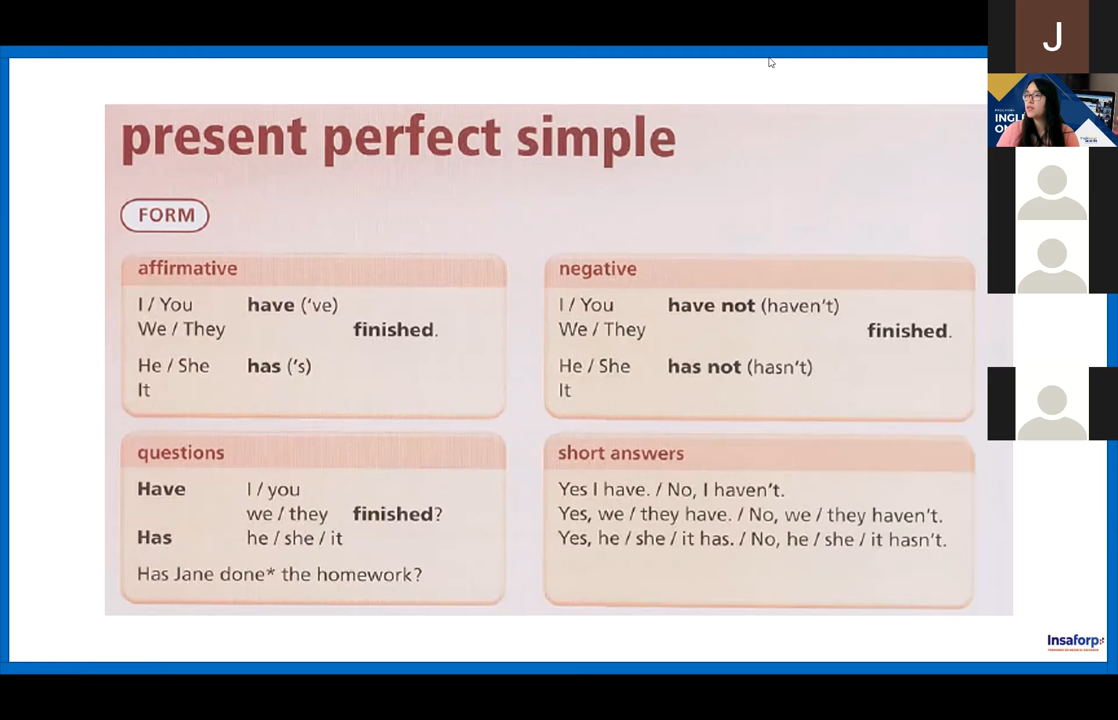 J
present perfect simple
FORM
affirmative
I / You have ('ve)
We / They finished.
He / She has ('s)
It
negative
I / You have not (haven't)
We / They finished.
He / She has not (hasn't)
It
questions
Have I / you
we / they finished?
Has he / she / it
Has Jane done* the homework?
short answers
Yes I have. / No, I haven't.
Yes, we / they have. / No, we / they haven't.
Yes, he / she / it has. / No, he / she / it hasn't.
Insaforp